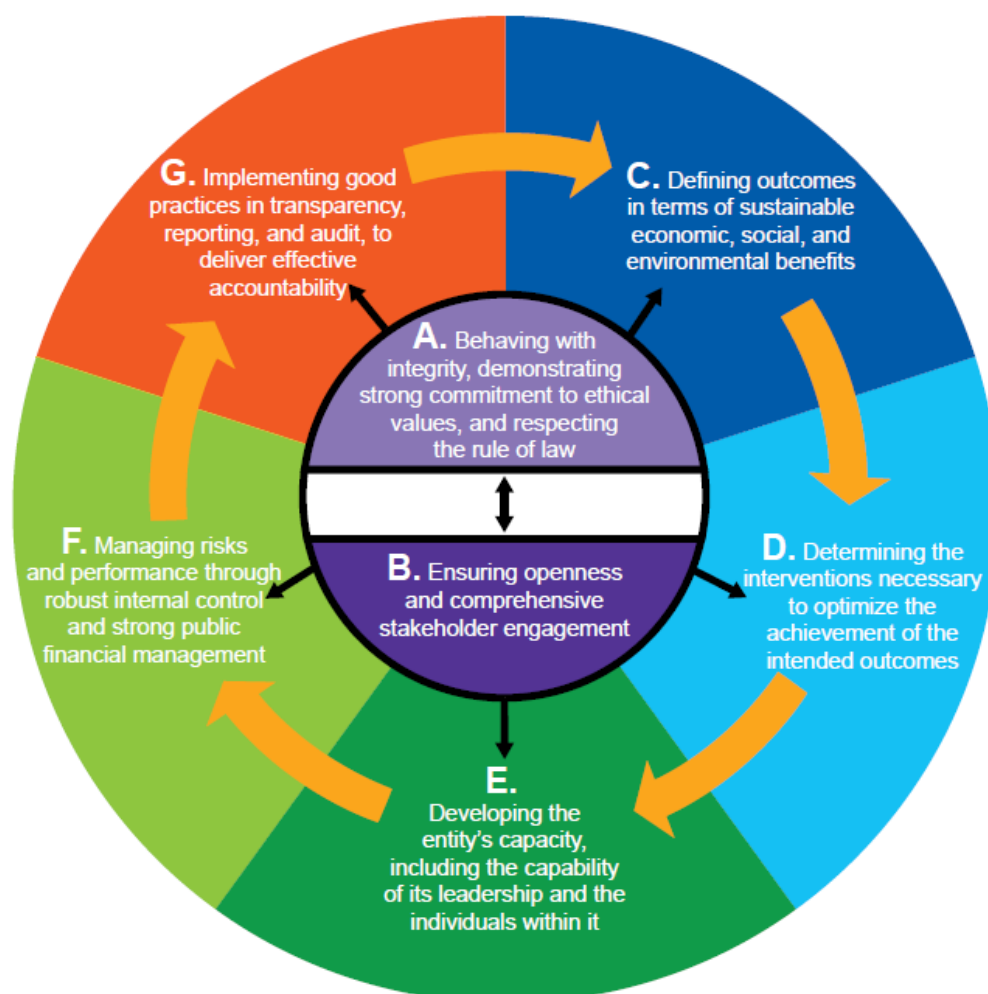 A. Behaving with
integrity, demonstrating
strong commitment to ethical
values, and respecting
the rule of law
B. Ensuring openness
and comprehensive
stakeholder engagement
C. Defining outcomes
in terms of sustainable
economic, social, and
environmental benefits
D. Determining the
interventions necessary
to optimize the
achievement of the
intended outcomes
E.
Developing the
entity's capacity,
including the capability
of its leadership and the
individuals within it
F. Managing risks
and performance through
robust internal control
and strong public
financial management
G. Implementing good
practices in transparency,
reporting, and audit, to
deliver effective
accountability